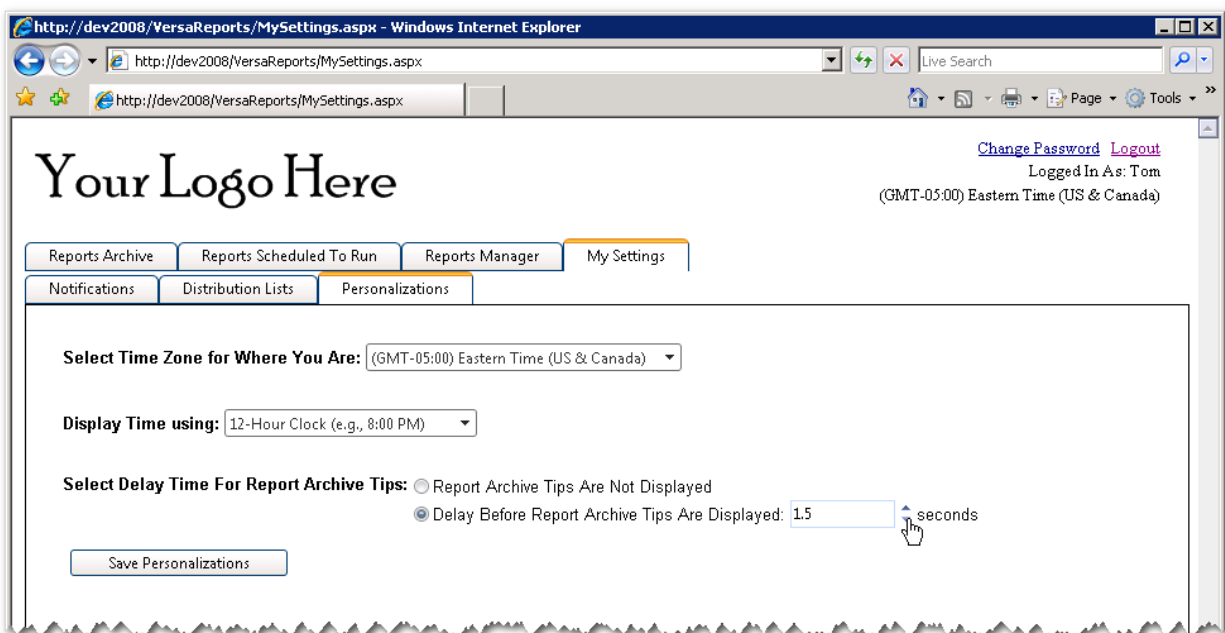 http://dev2008/VersaReports/MySettings.aspx - Windows Internet Explorer
http://dev2008/VersaReports/MySettings.aspx
Live Search
http://dev2008/VersaReports/MySettings.aspx
Page
Tools
»
Your Logo Here
Change Password Logout
Logged In As: Tom
(GMT-05:00) Eastern Time (US & Canada)
Reports Archive
Reports Scheduled To Run
Reports Manager
My Settings
Notifications
Distribution Lists
Personalizations
Select Time Zone for Where You Are: (GMT-05:00) Eastern Time (US & Canada)
Display Time using: 12-Hour Clock (e.g., 8:00 PM)
Select Delay Time For Report Archive Tips: Report Archive Tips Are Not Displayed
Delay Before Report Archive Tips Are Displayed: 1.5 seconds
Save Personalizations